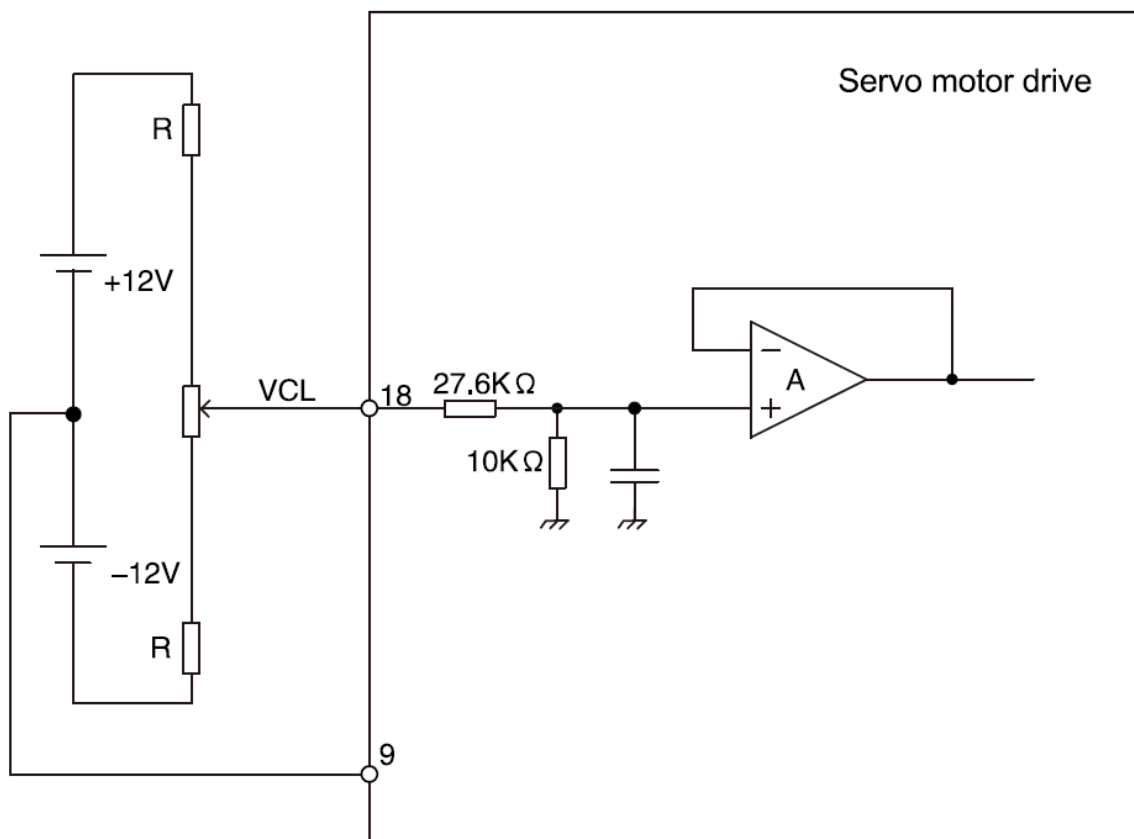 Servo motor drive
R
+12V
VCL
18
27.6KΩ
10KΩ
−
A
+
−12V
R
9